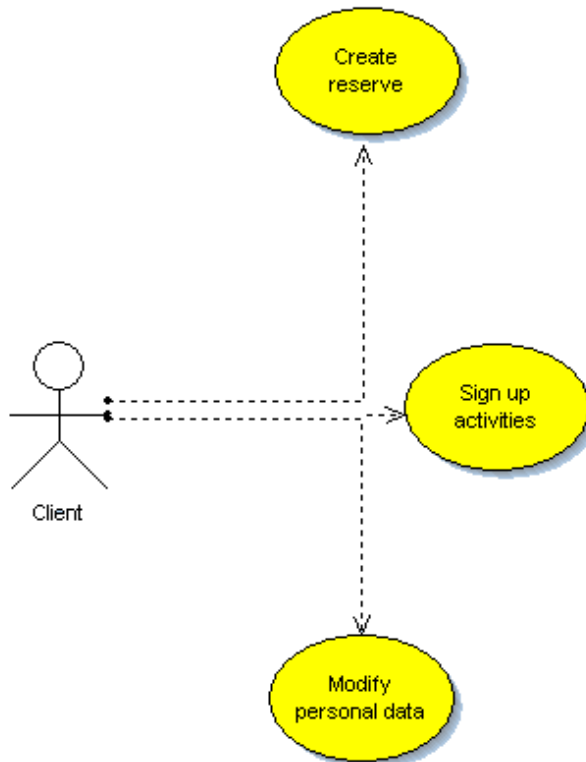 Create
reserve
Sign up
activities
Client
Modify
personal data